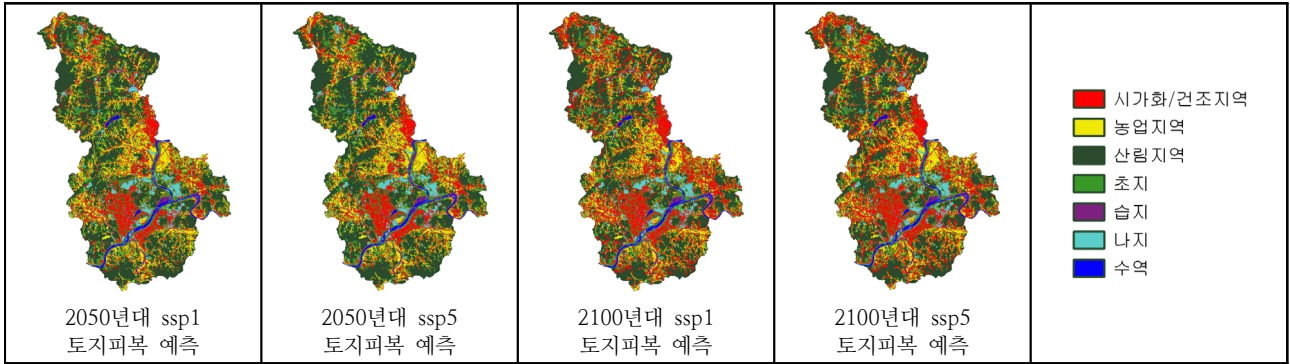 2050년대 ssp1
토지피복 예측
2050년대 ssp5
토지피복 예측
2100년대 ssp1
토지피복 예측
2100년대 ssp5
토지피복 예측
시가화/건조지역
농업지역
산림지역
초지
습지
나지
수역